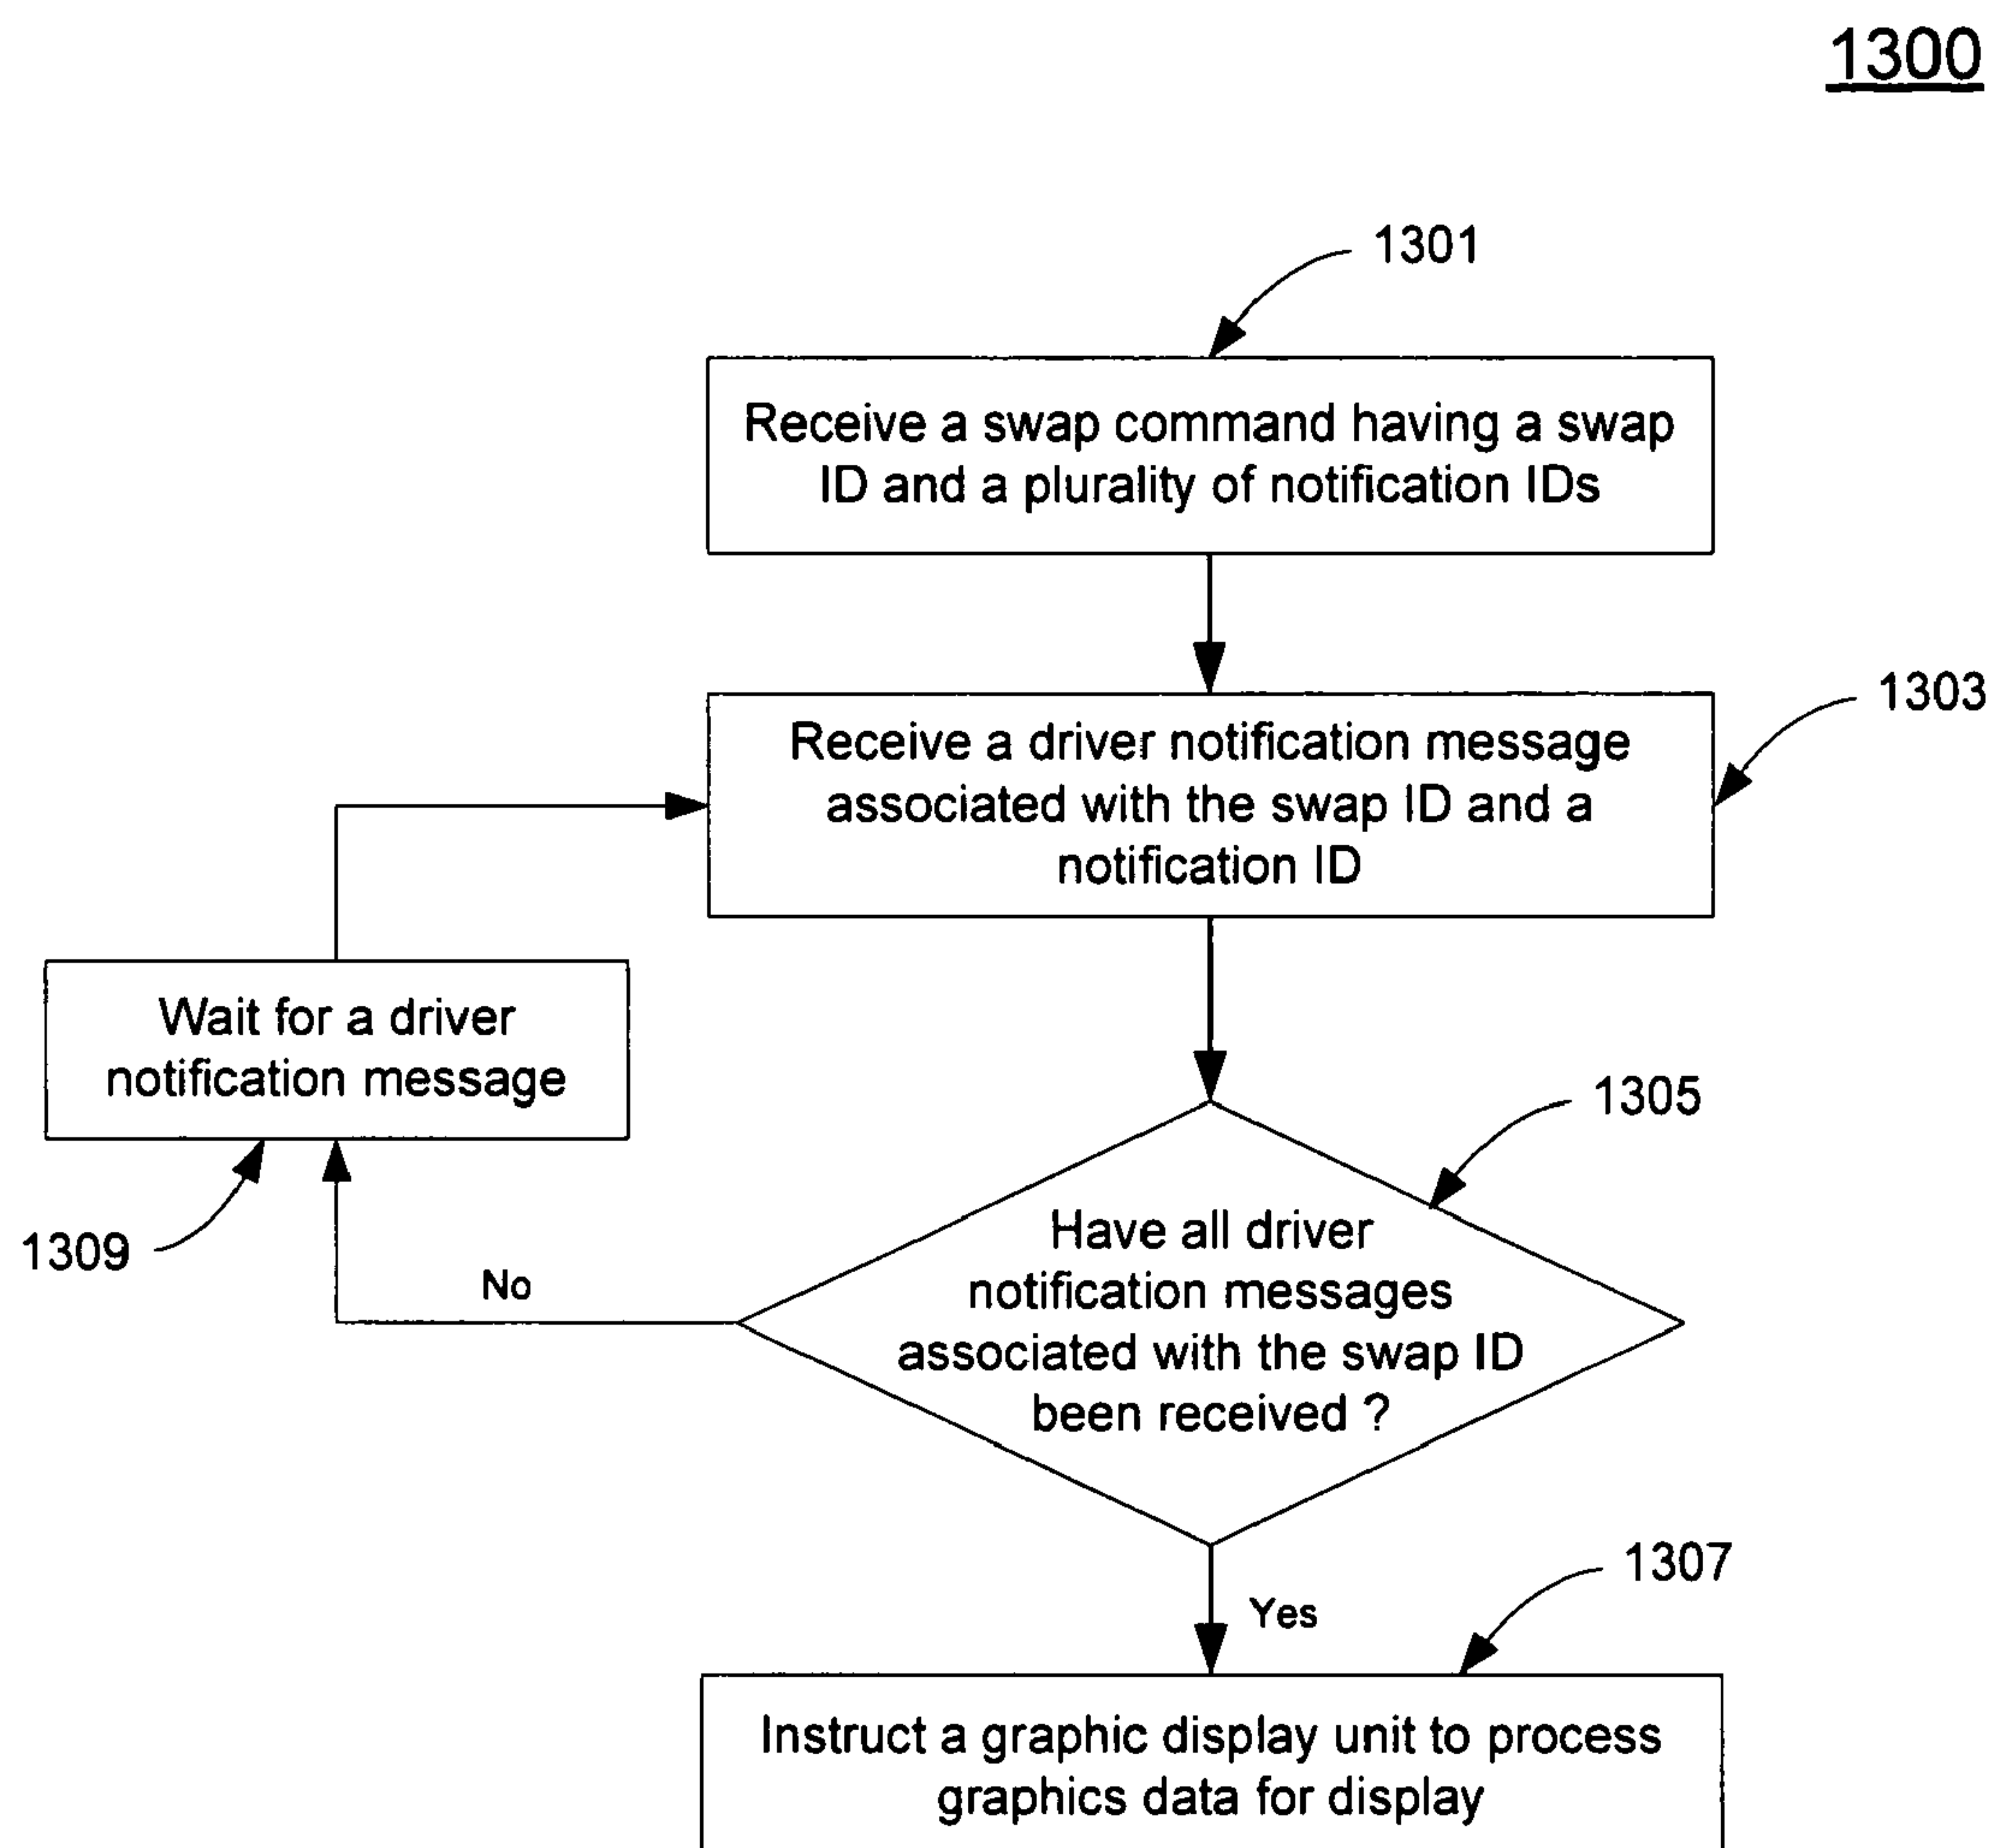 1300
1301
Receive a swap command having a swap
ID and a plurality of notification IDs
1303
Receive a driver notification message
associated with the swap ID and a
notification ID
Wait for a driver
notification message
1309
1305
Have all driver
notification messages
associated with the swap ID
been received ?
No
Yes
1307
Instruct a graphic display unit to process
graphics data for display